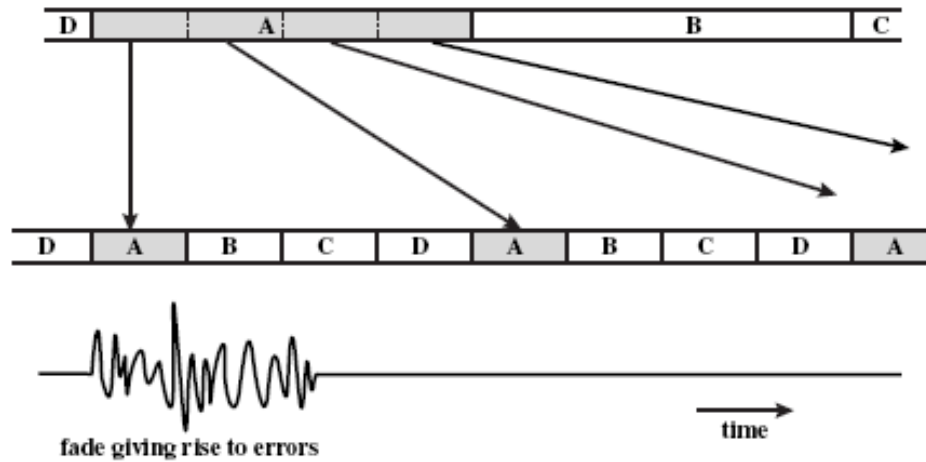 D A B C
D A B C D A B C D A
time
fade giving rise to errors